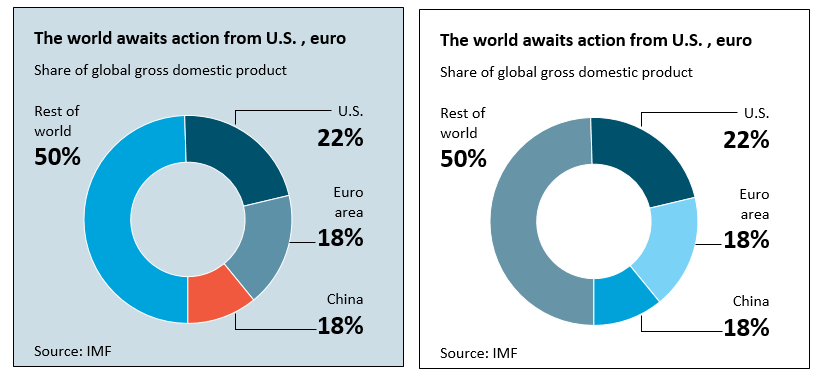 The world awaits action from U.S. , euro
Share of global gross domestic product
Rest of
world
50%
U.S.
22%
Euro
area
18%
China
18%
Source: IMF
The world awaits action from U.S. , euro
Share of global gross domestic product
Rest of
world
50%
U.S.
22%
Euro
area
18%
China
18%
Source: IMF